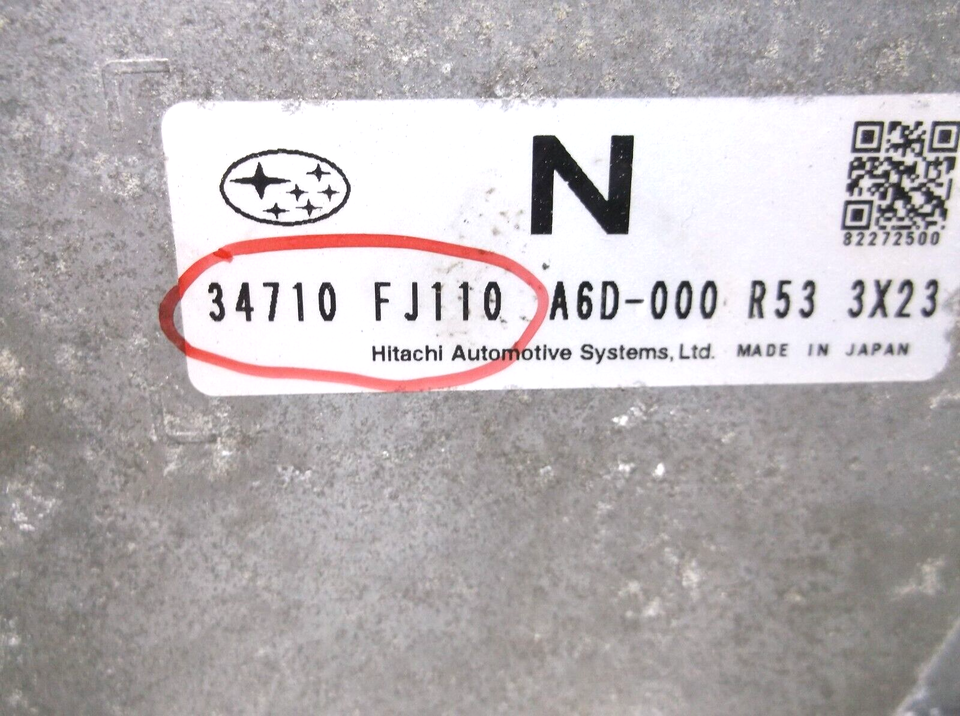 N
82272500
34710 FJ110 A6D-000 R53 3X23
Hitachi Automotive Systems, Ltd. MADE IN JAPAN